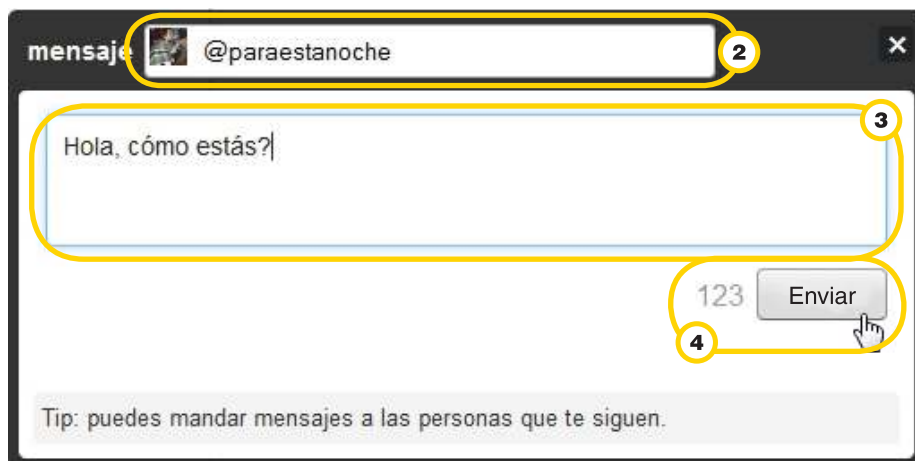 mensaje @paraestanoche 2
Hola, cómo estás? 3
123 Enviar
4
Tip: puedes mandar mensajes a las personas que te siguen.